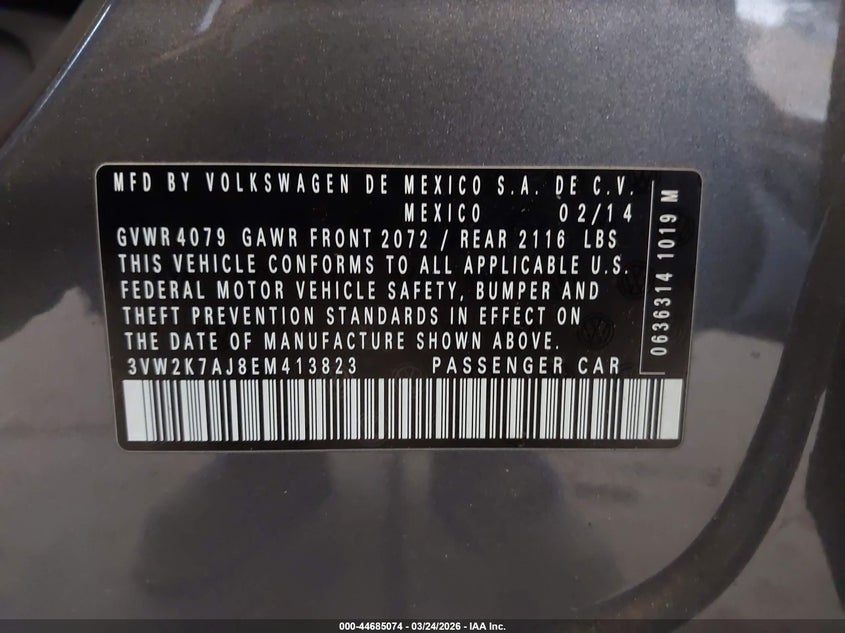 MFD BY VOLKSWAGEN DE MEXICO S.A. DE C.V.
MEXICO 02/14
GVWR 4079 GAWR FRONT 2072 / REAR 2116 LBS
THIS VEHICLE CONFORMS TO ALL APPLICABLE U.S.
FEDERAL MOTOR VEHICLE SAFETY, BUMPER AND
THEFT PREVENTION STANDARDS IN EFFECT ON
THE DATE OF MANUFACTURE SHOWN ABOVE.
3VW2K7AJ8EM413823 PASSENGER CAR
0636314 1019 M
000-44685074 - 03/24/2026 - IAA Inc.